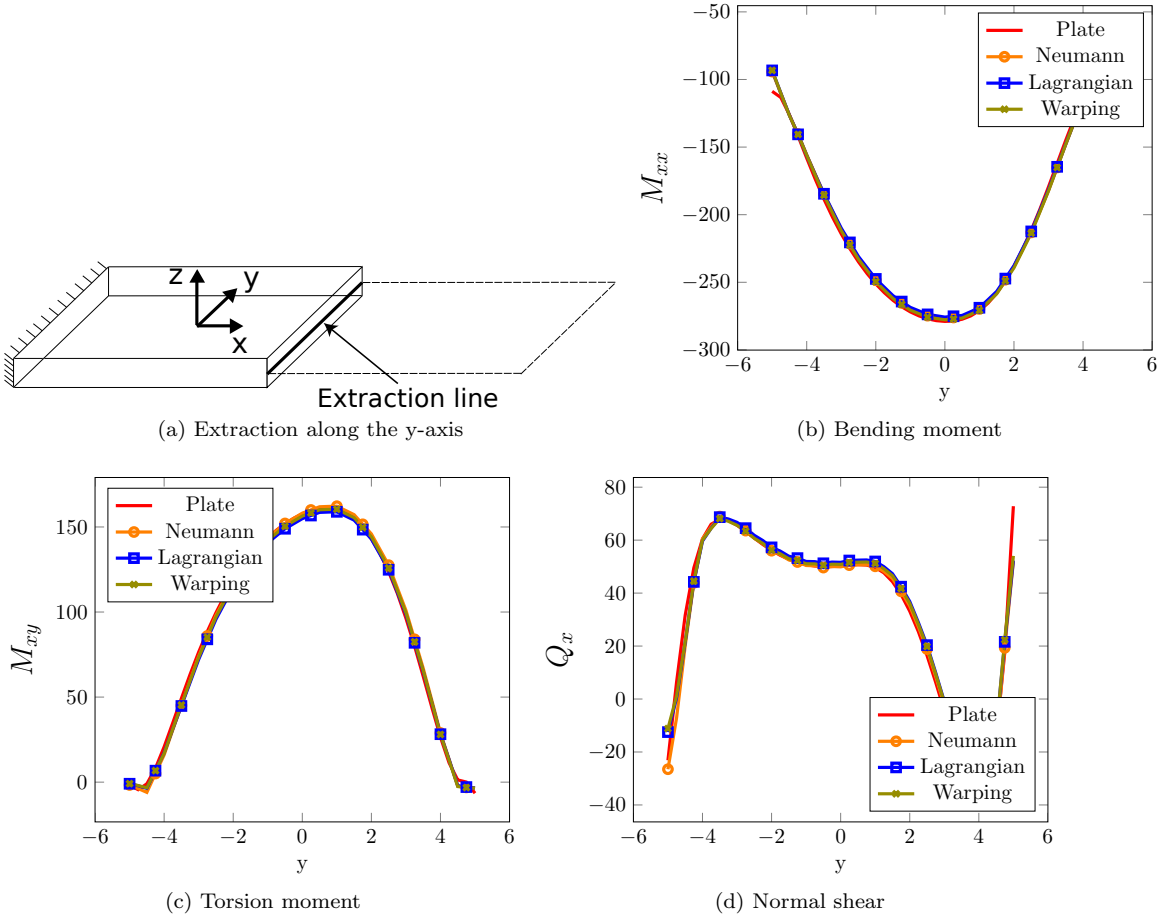 z
y
x
Extraction line
(a) Extraction along the y-axis
−50
−100
−150
−200
−250
−300
−6
−4
−2
0
2
4
6
y
M_xx
Plate
Neumann
Lagrangian
Warping
(b) Bending moment
150
100
50
0
−6
−4
−2
0
2
4
6
y
M_xy
Plate
Neumann
Lagrangian
Warping
(c) Torsion moment
80
60
40
20
0
−20
−40
−6
−4
−2
0
2
4
6
y
Q_x
Plate
Neumann
Lagrangian
Warping
(d) Normal shear